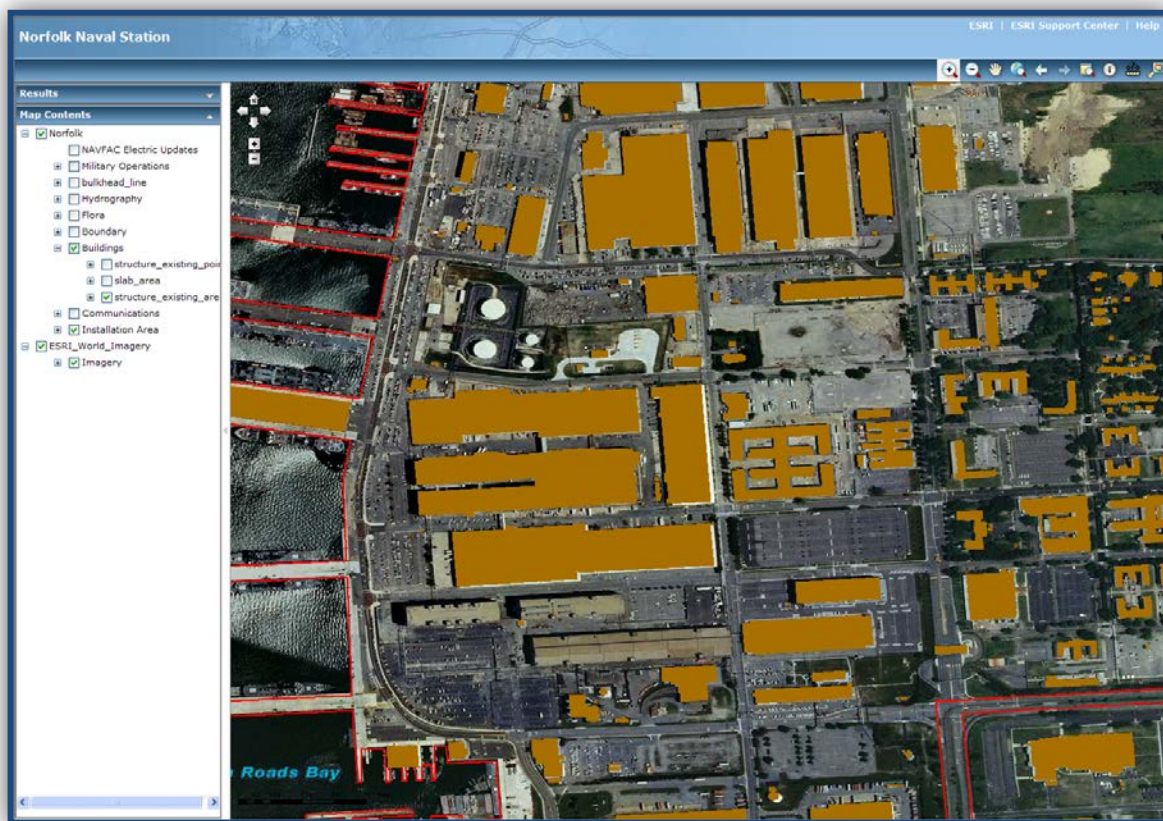 Norfolk Naval Station
ESRI | ESRI Support Center | Help
Results
Map Contents
Norfolk
NAVFAC Electric Updates
Military Operations
bulkhead_line
Hydrography
Flora
Boundary
Buildings
structure_existing_poi
slab_area
structure_existing_are
Communications
Installation Area
ESRI_World_Imagery
Imagery
Roads Bay